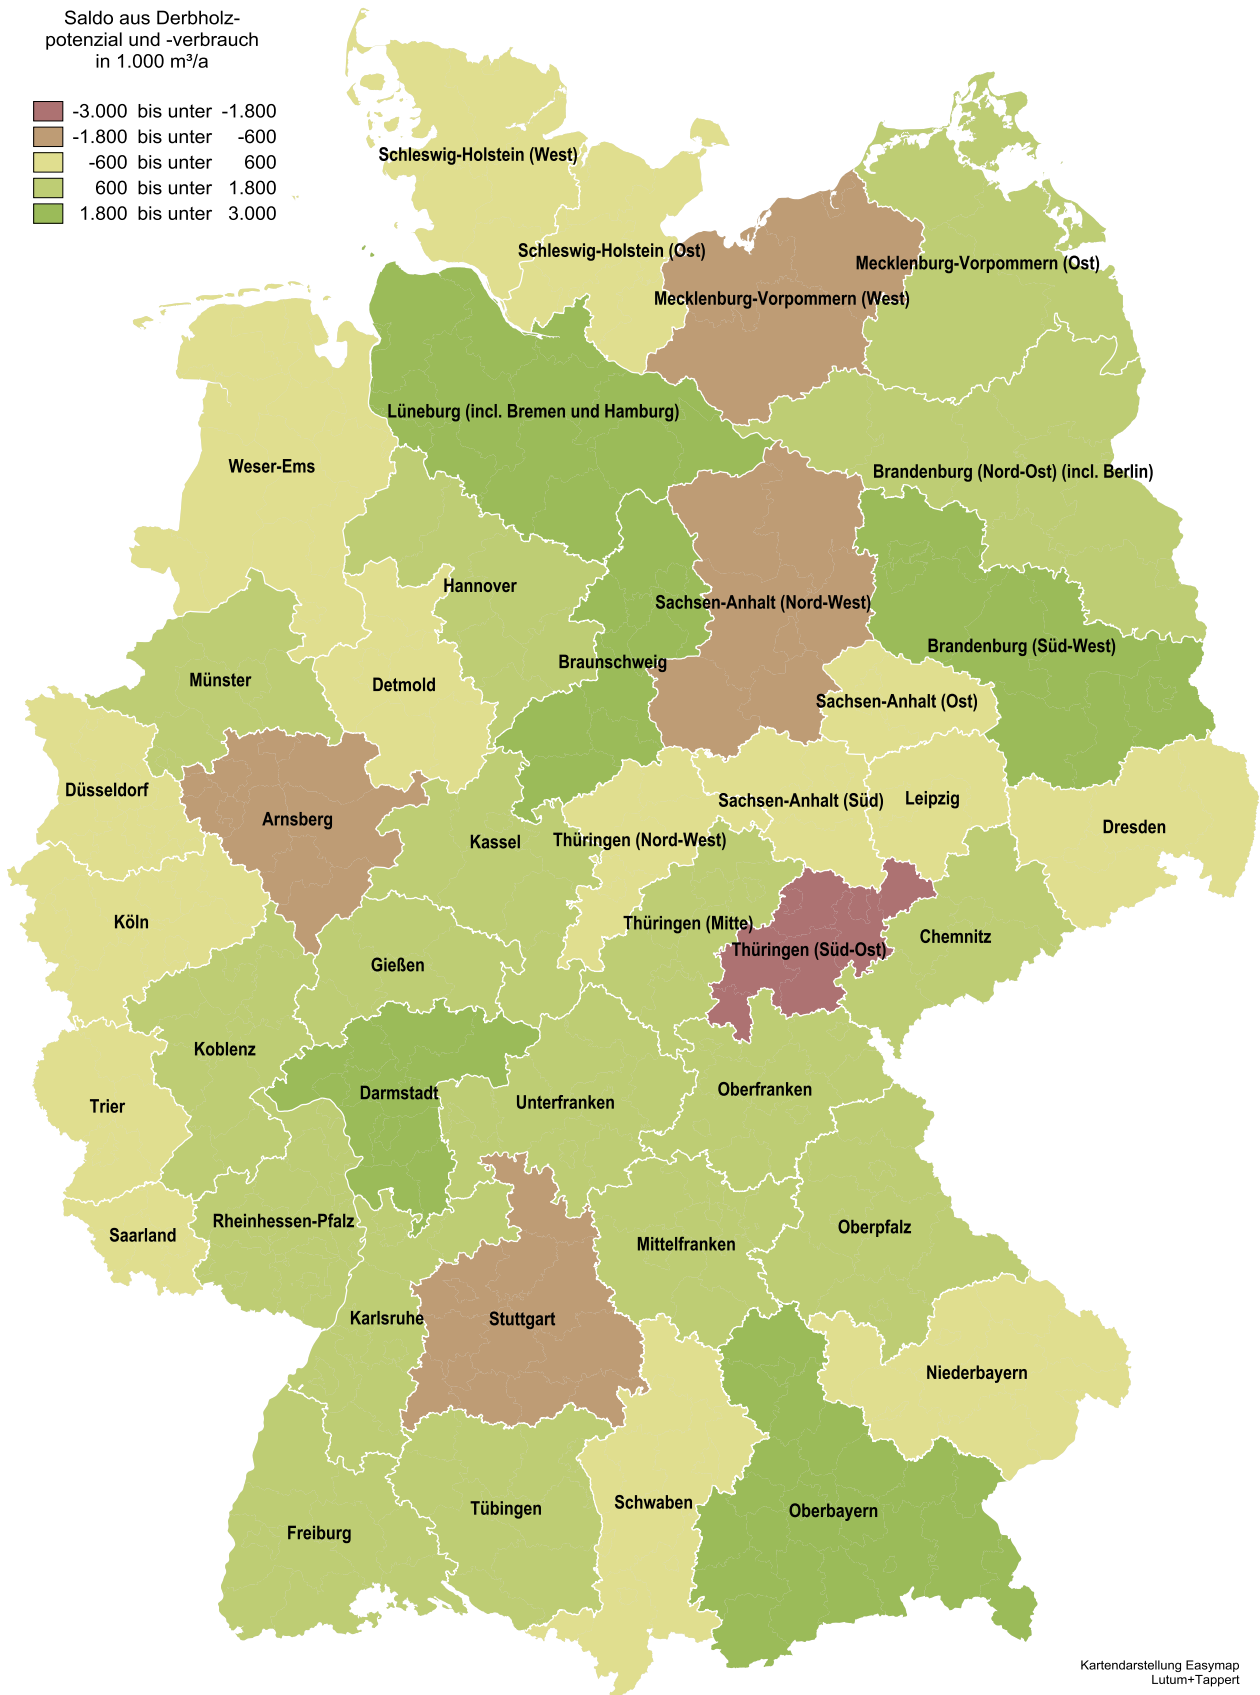 Saldo aus Derbholz-
potenzial und -verbrauch
in 1.000 m³/a
-3.000 bis unter -1.800
-1.800 bis unter -600
-600 bis unter 600
600 bis unter 1.800
1.800 bis unter 3.000
Schleswig-Holstein (West)
Schleswig-Holstein (Ost)
Mecklenburg-Vorpommern (Ost)
Mecklenburg-Vorpommern (West)
Lüneburg (incl. Bremen und Hamburg)
Weser-Ems
Brandenburg (Nord-Ost) (incl. Berlin)
Hannover
Sachsen-Anhalt (Nord-West)
Brandenburg (Süd-West)
Braunschweig
Münster
Detmold
Sachsen-Anhalt (Ost)
Düsseldorf
Sachsen-Anhalt (Süd)
Leipzig
Arnsberg
Dresden
Kassel
Thüringen (Nord-West)
Köln
Thüringen (Mitte)
Chemnitz
Thüringen (Süd-Ost)
Gießen
Koblenz
Oberfranken
Darmstadt
Unterfranken
Trier
Rheinhessen-Pfalz
Oberpfalz
Saarland
Mittelfranken
Karlsruhe
Stuttgart
Niederbayern
Schwaben
Tübingen
Oberbayern
Freiburg
Kartendarstellung Easymap
Lutum+Tappert